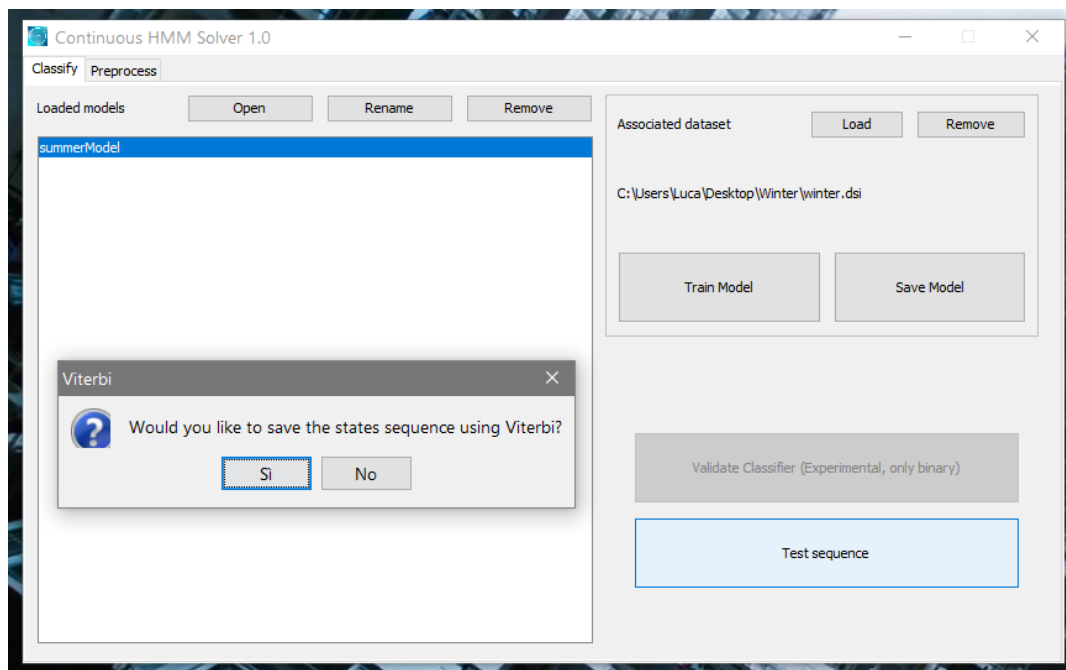 Continuous HMM Solver 1.0
Classify Preprocess
Loaded models Open Rename Remove
summerModel
Associated dataset Load Remove
C:\Users\Luca\Desktop\Winter\winter.dsi
Train Model Save Model
Viterbi
Would you like to save the states sequence using Viterbi?
Sì No
Validate Classifier (Experimental, only binary)
Test sequence